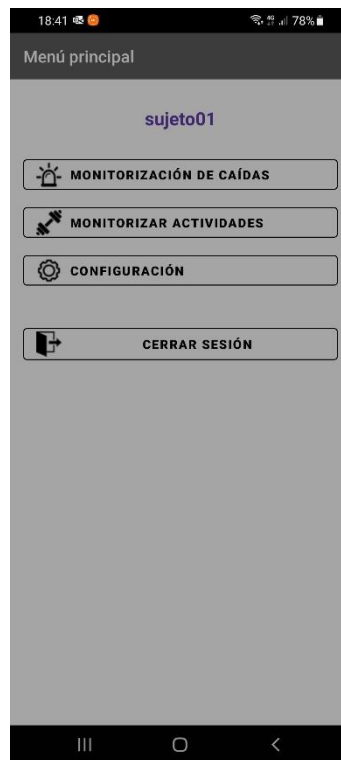 18:41 78%
Menú principal
sujeto01
MONITORIZACIÓN DE CAÍDAS
MONITORIZAR ACTIVIDADES
CONFIGURACIÓN
CERRAR SESIÓN